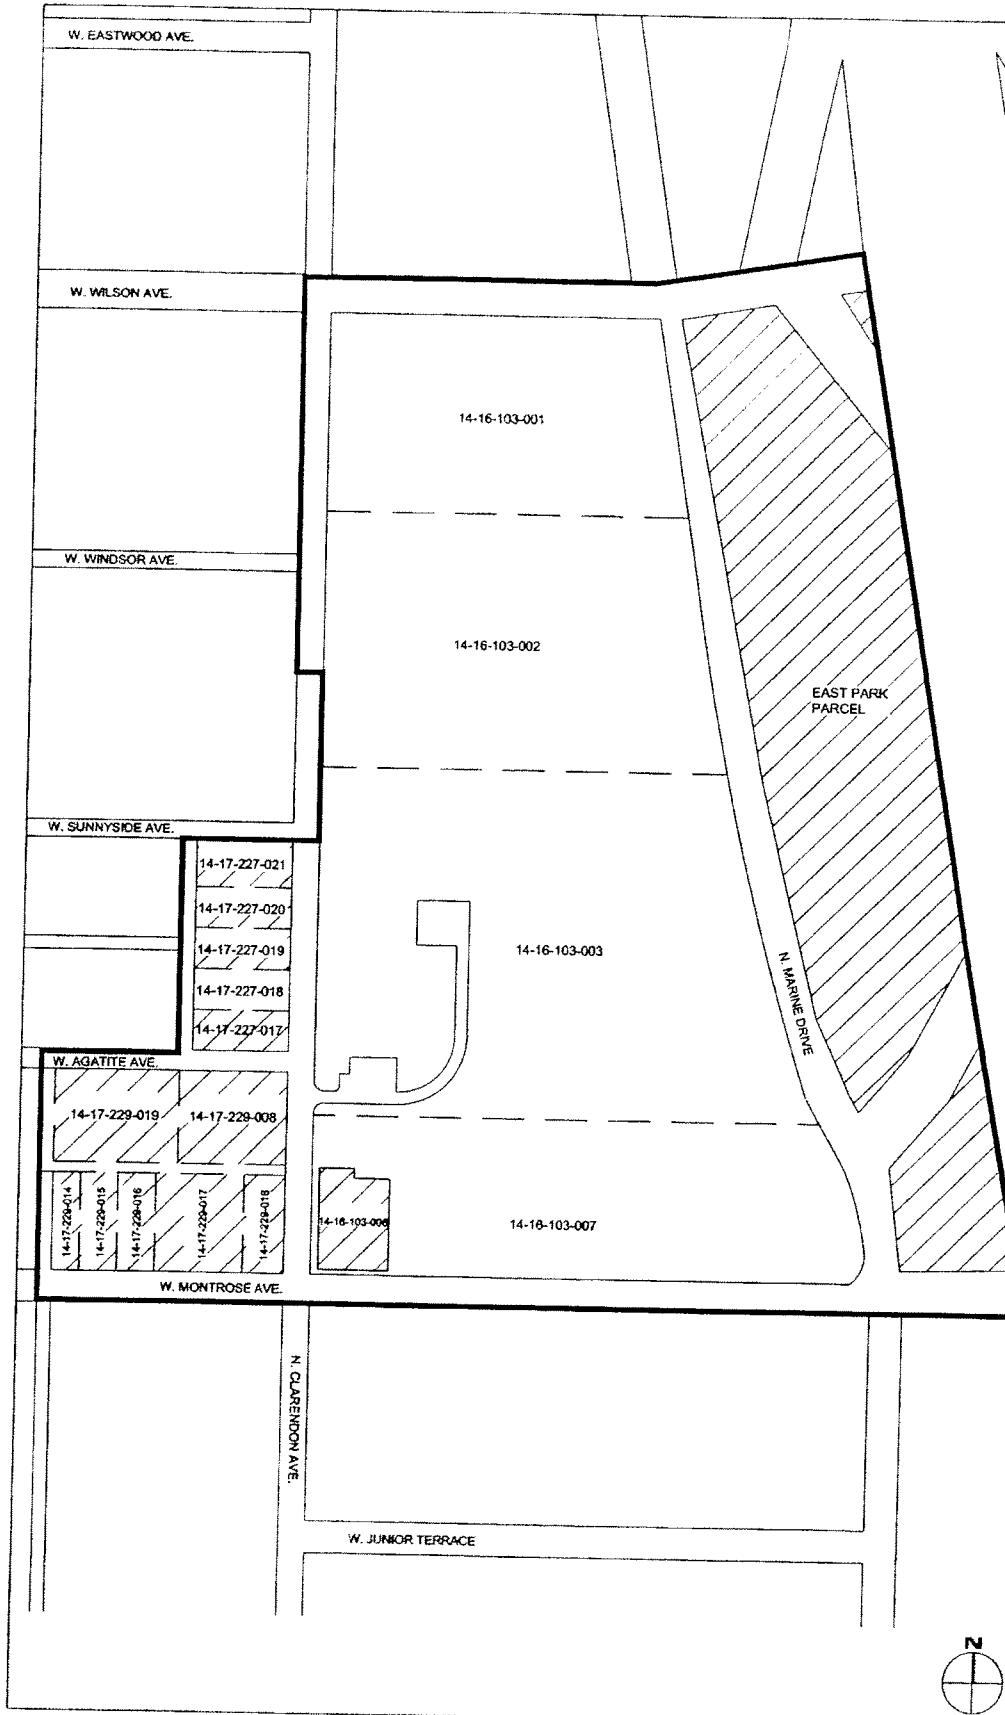 W. EASTWOOD AVE.
W. WILSON AVE.
14-16-103-001
W. WINDSOR AVE.
14-16-103-002
EAST PARK
PARCEL
W. SUNNYSIDE AVE.
14-17-227-021
14-17-227-020
14-17-227-019
14-17-227-018
14-17-227-017
14-16-103-003
N. MARINE DRIVE
W. AGATITE AVE.
14-17-229-019
14-17-229-008
14-17-229-014
14-17-229-015
14-17-229-016
14-17-229-017
14-17-229-018
14-16-103-006
14-16-103-007
W. MONTROSE AVE.
N. CLARENDON AVE.
W. JUNIOR TERRACE
N